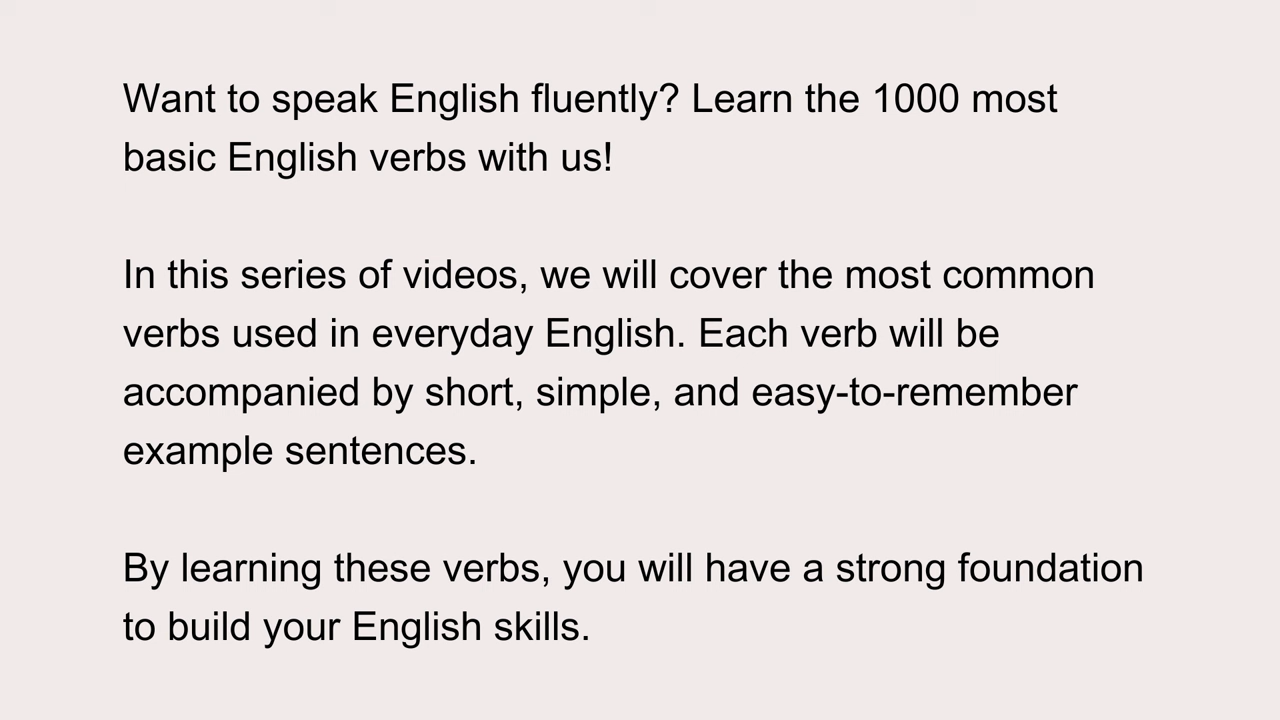 Want to speak English fluently? Learn the 1000 most
basic English verbs with us!
In this series of videos, we will cover the most common
verbs used in everyday English. Each verb will be
accompanied by short, simple, and easy-to-remember
example sentences.
By learning these verbs, you will have a strong foundation
to build your English skills.